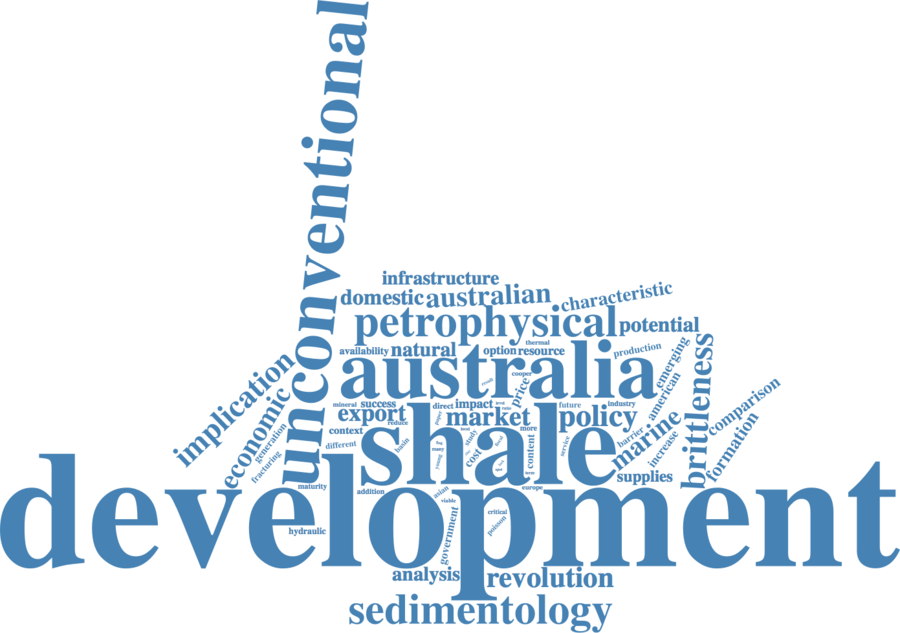 unconventional
infrastructure
domestic
australian
characteristic
petrophysical
potential
thermal
availability
natural
option
resource
production
emerging
australia
cooper
implication
economic
mineral
success
direct
impact
price
future
industry
american
brittleness
comparison
export
reduce
market
policy
context
more
barrier
marine
generation
different
basin
many
study
cost
content
service
increase
formation
fracturing
shale
supplies
maturity
addition
asian
viable
europe
development
hydraulic
government
critical
poisson
analysis
revolution
sedimentology